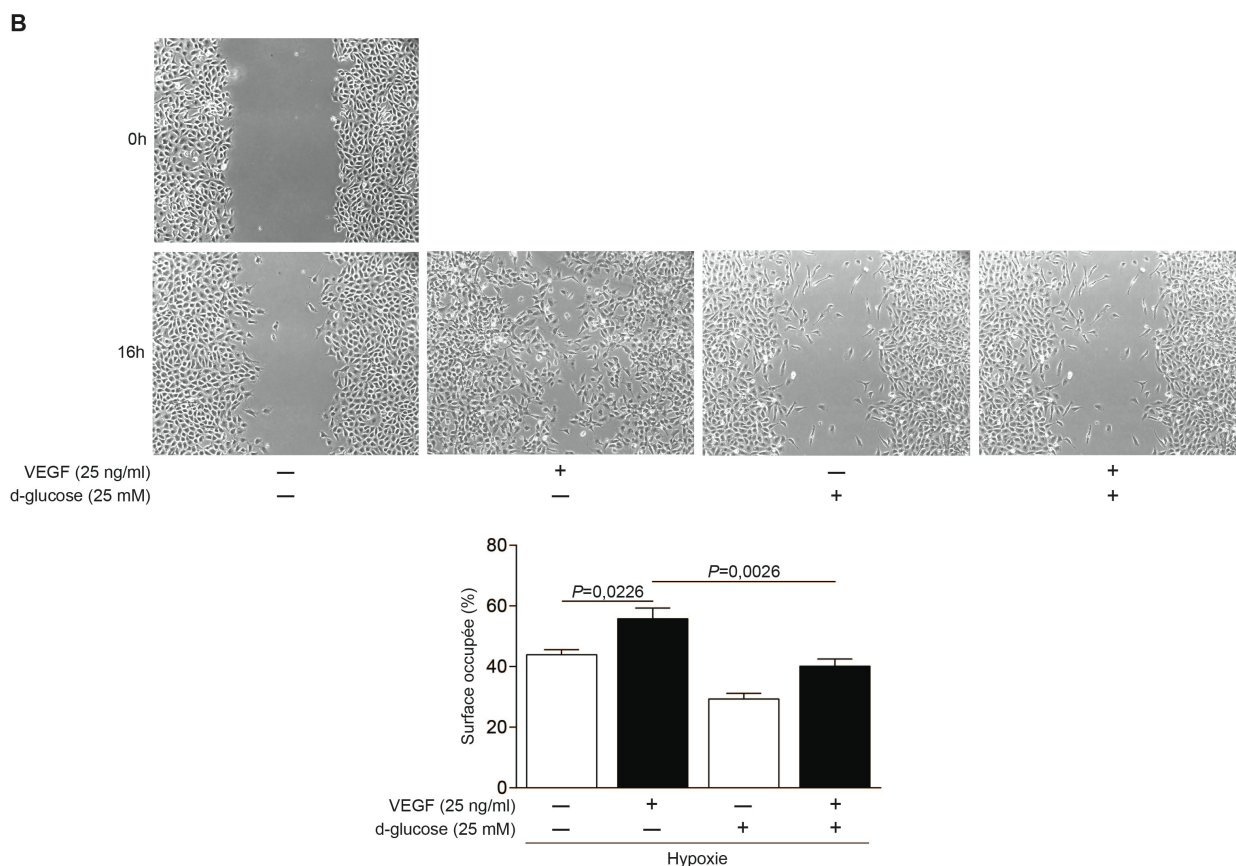 B
0h
16h
VEGF (25 ng/ml) — + — +
d-glucose (25 mM) — — + +
80
60
40
20
0
Surface occupée (%)
P=0,0226
P=0,0026
VEGF (25 ng/ml) — + — +
d-glucose (25 mM) — — + +
Hypoxie